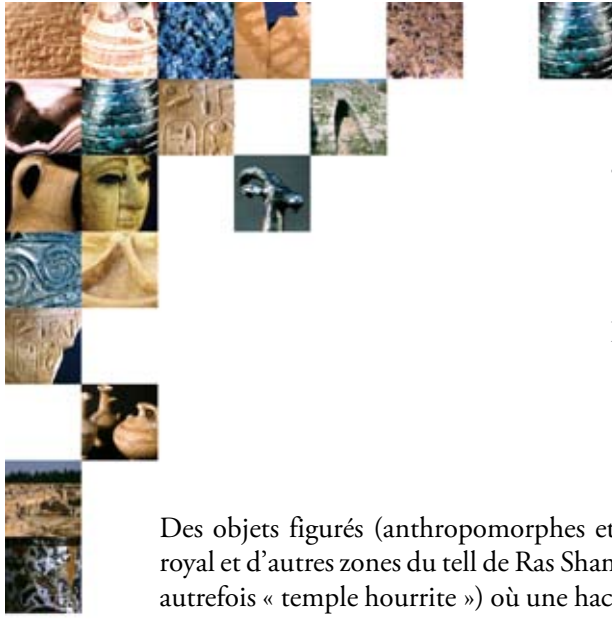 Des objets figurés (anthropomorphes et
royal et d'autres zones du tell de Ras Sham
autrefois « temple hourrite ») où une hac